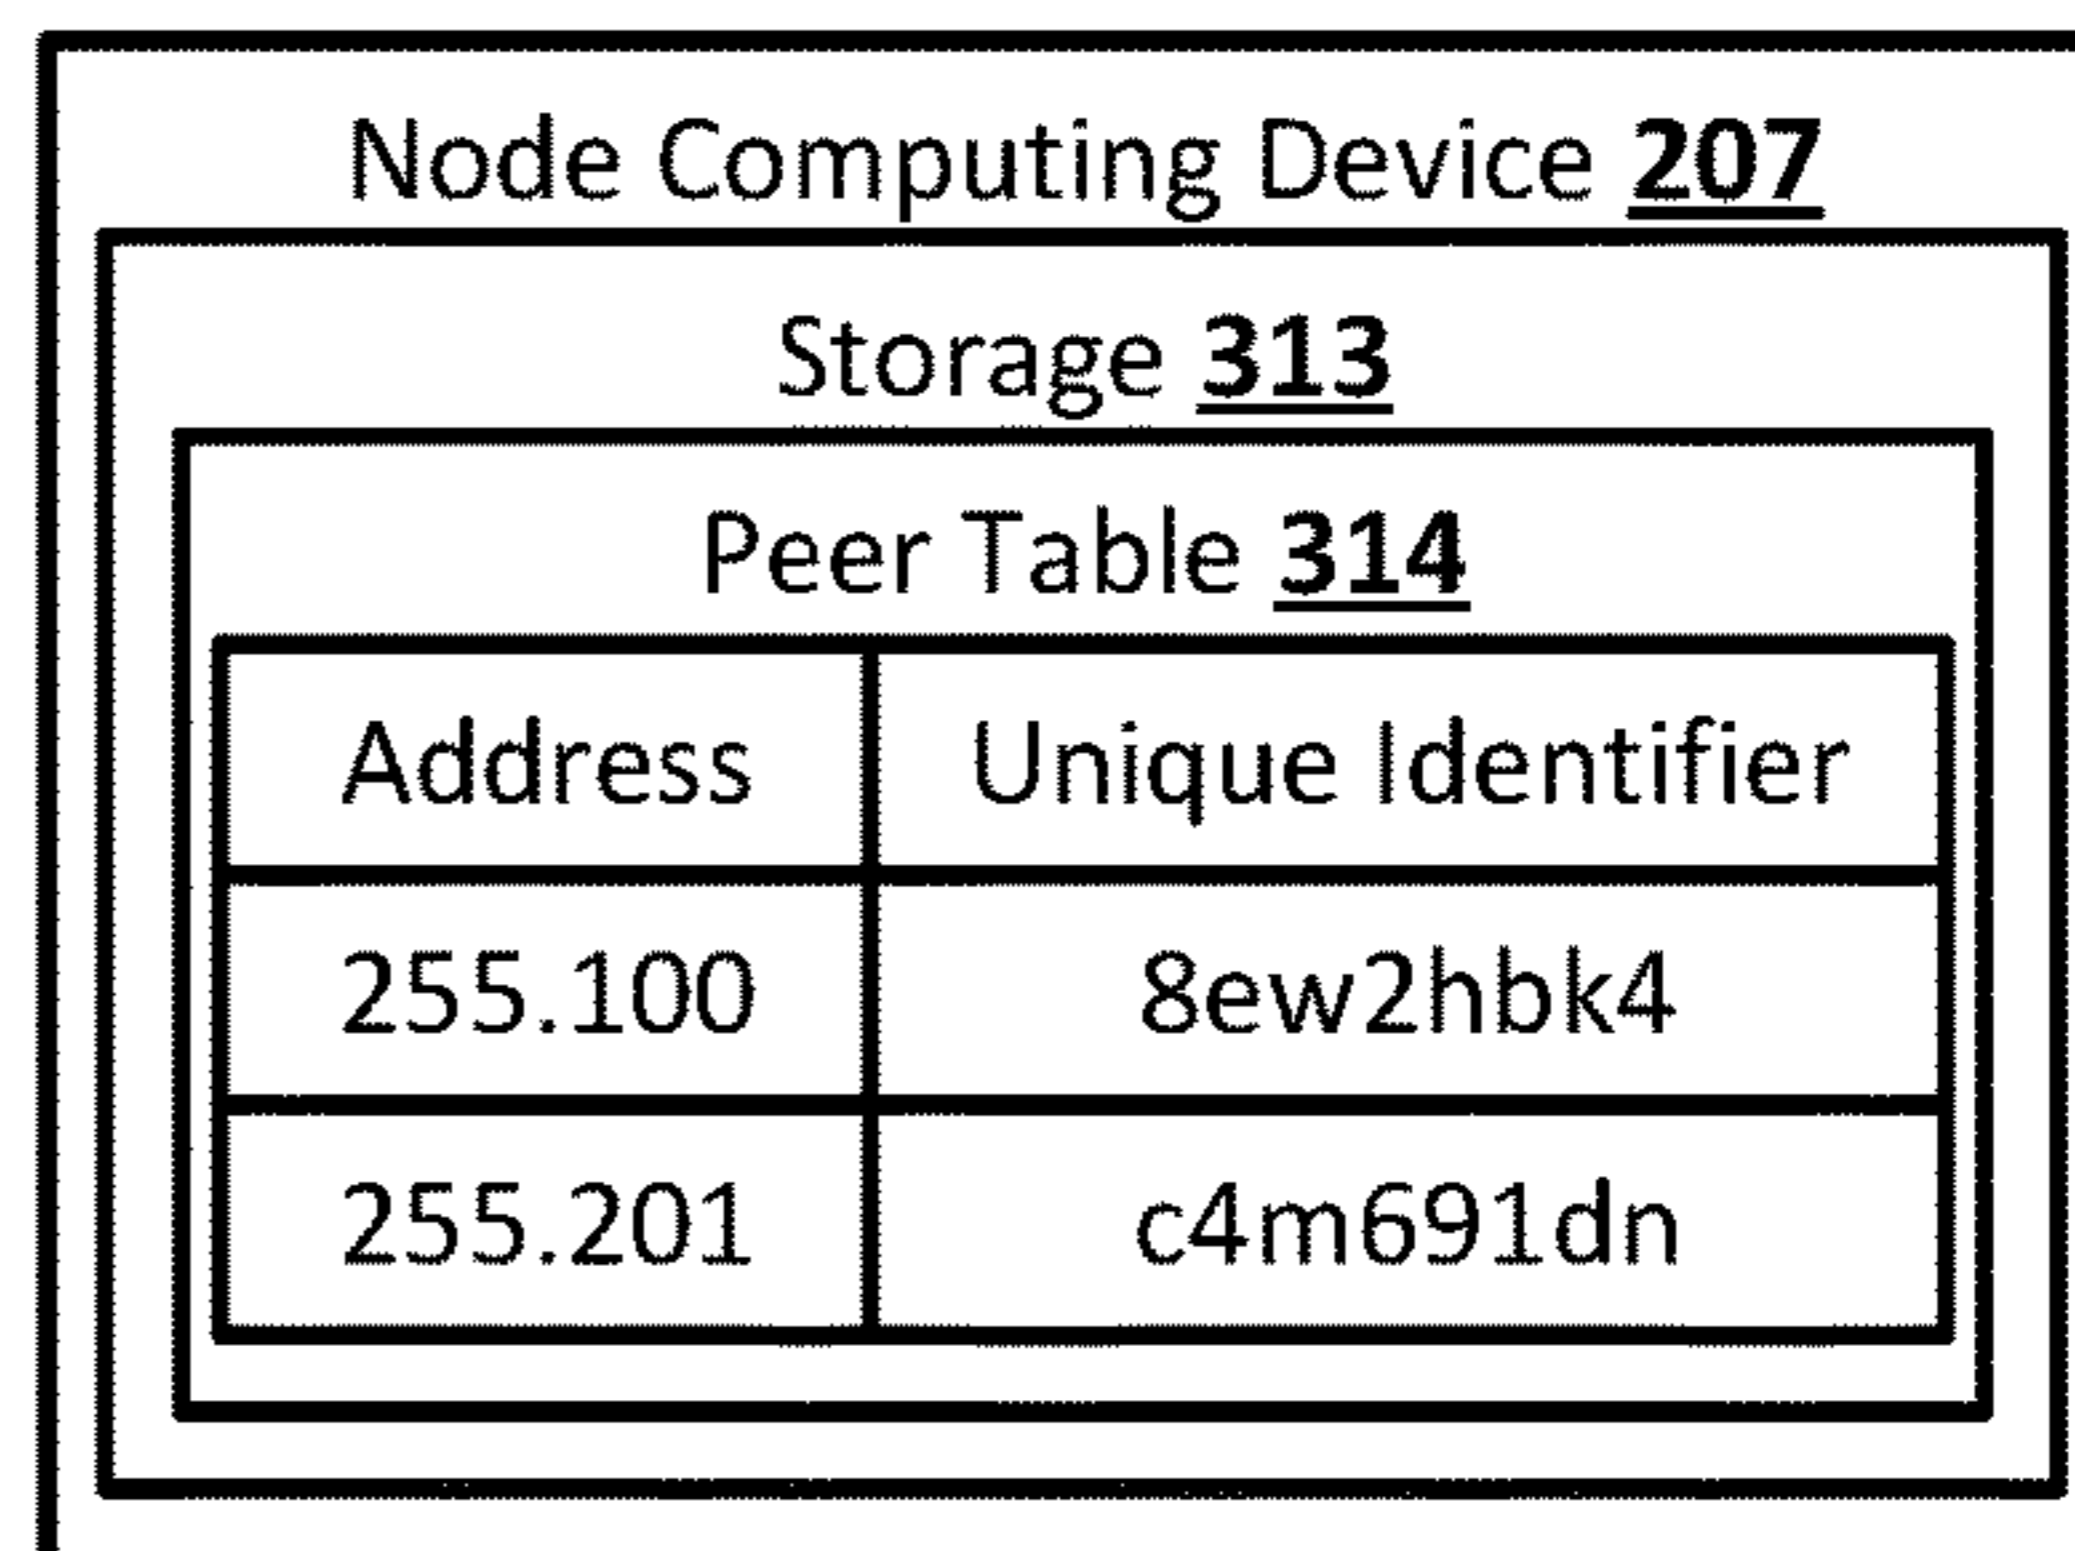 Node Computing Device 207
Storage 313
Peer Table 314
Address Unique Identifier
255.100 8ew2hbk4
255.201 c4m691dn